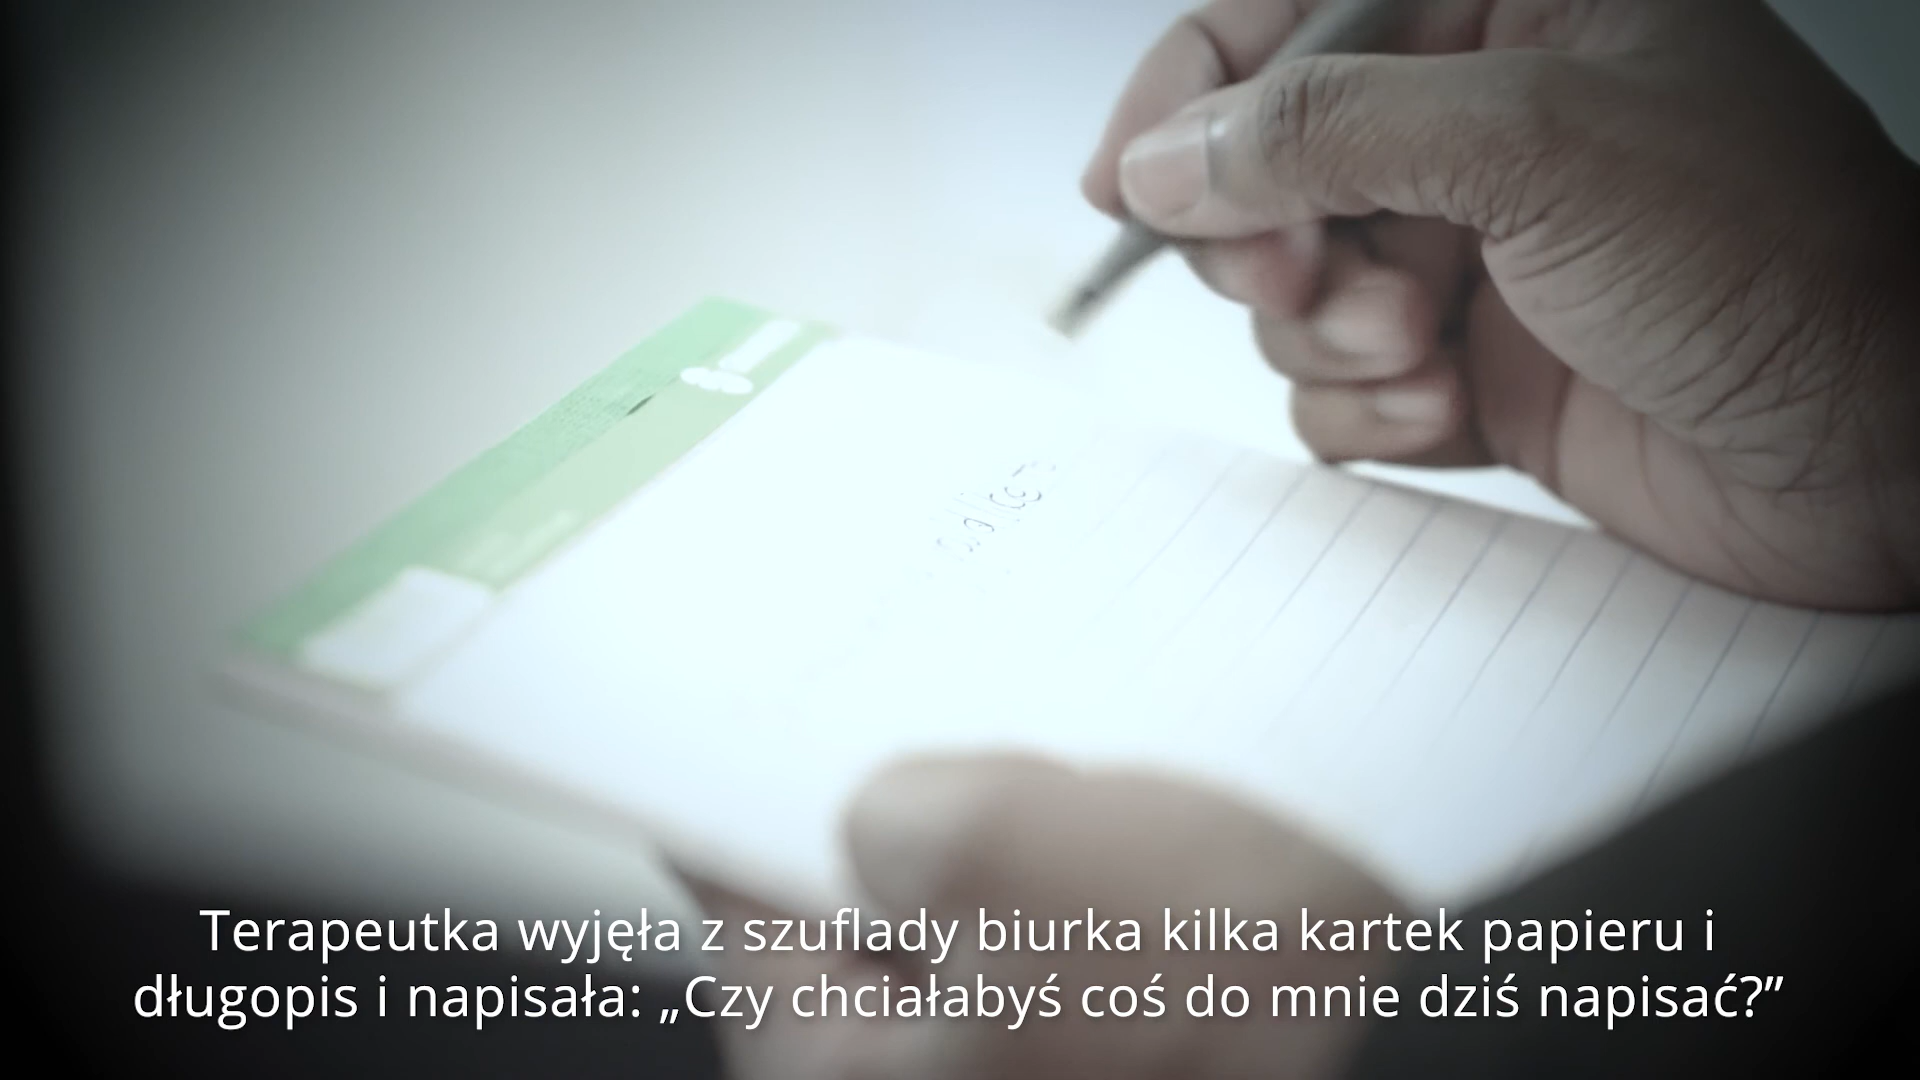 Terapeutka wyjęła z szuflady biurka kilka kartek papieru i
długopis i napisała: „Czy chciałabyś coś do mnie dziś napisać?”